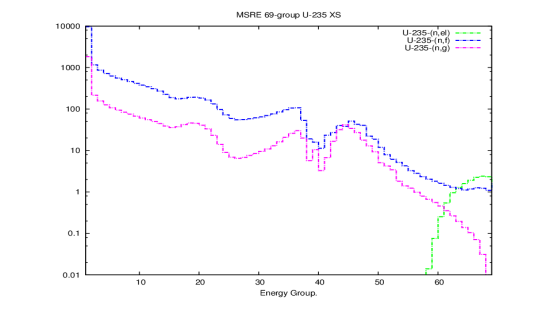 MSRE 69-group U-235 XS
10000
1000
100
10
1
0.1
0.01
U-235-(n,el)
U-235-(n,f)
U-235-(n,g)
10 20 30 40 50 60
Energy Group.